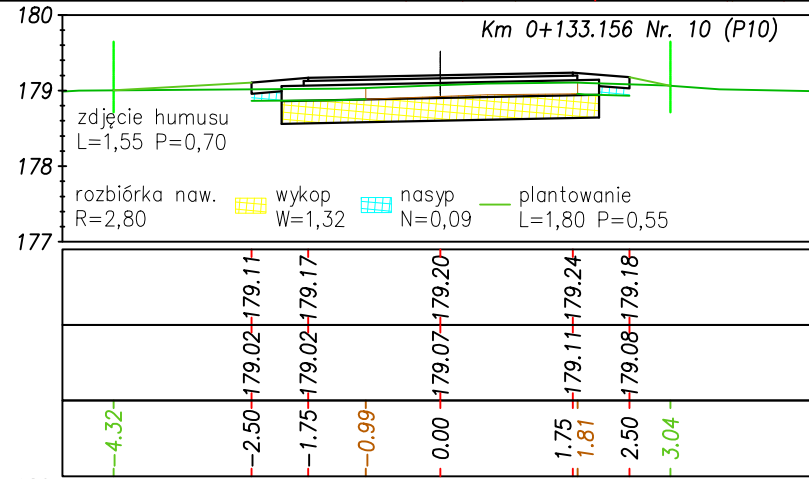 180
Km 0+133.156 Nr. 10 (P10)
179
zdjęcie humusu
L=1,55 P=0,70
178
rozbiórka naw.
R=2,80
wykop
W=1,32
nasyp
N=0,09
plantowanie
L=1,80 P=0,55
177
179.11 179.17 179.20 179.24 179.18
179.02 179.02 179.07 179.11 179.08
-4.32 -2.50 -1.75 -0.99 0.00 1.75 1.81 2.50 3.04